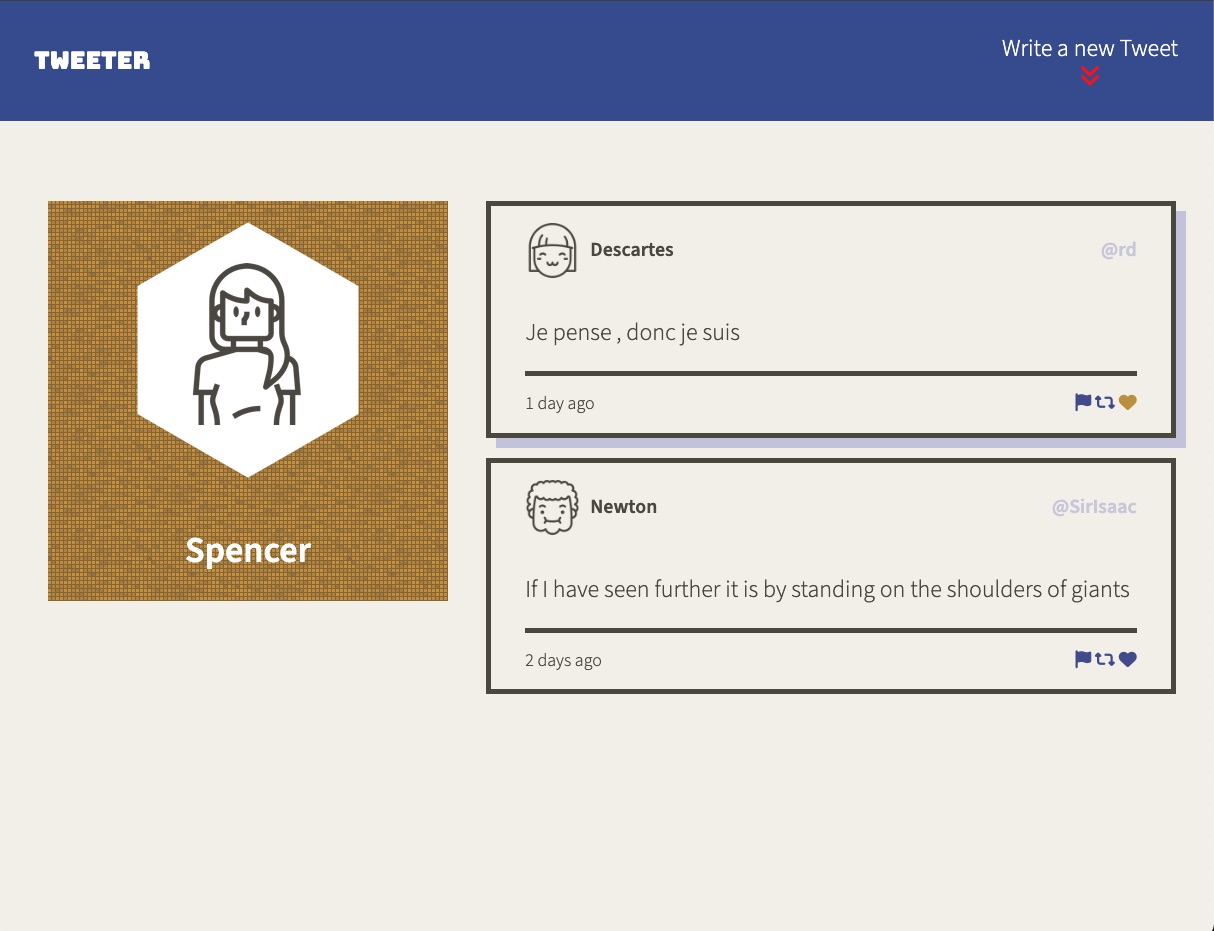 TWEETER
Write a new Tweet
Spencer
Descartes @rd
Je pense , donc je suis
1 day ago
Newton @SirIsaac
If I have seen further it is by standing on the shoulders of giants
2 days ago